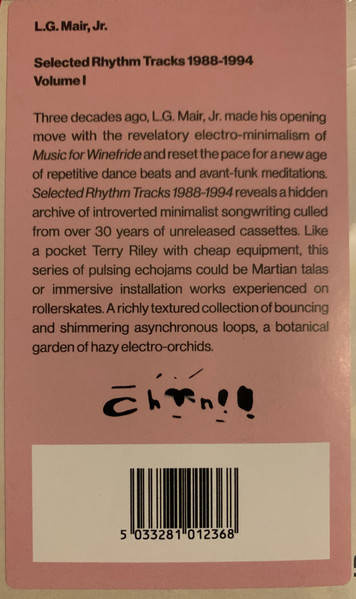 L.G. Mair, Jr.
Selected Rhythm Tracks 1988-1994
Volume I
Three decades ago, L.G. Mair, Jr. made his opening
move with the revelatory electro-minimalism of
Music for Winefride and reset the pace for a new age
of repetitive dance beats and avant-funk meditations.
Selected Rhythm Tracks 1988-1994 reveals a hidden
archive of introverted minimalist songwriting culled
from over 30 years of unreleased cassettes. Like
a pocket Terry Riley with cheap equipment, this
series of pulsing echojams could be Martian talas
or immersive installation works experienced on
rollerskates. A richly textured collection of bouncing
and shimmering asynchronous loops, a botanical
garden of hazy electro-orchids.
5 033281 012368